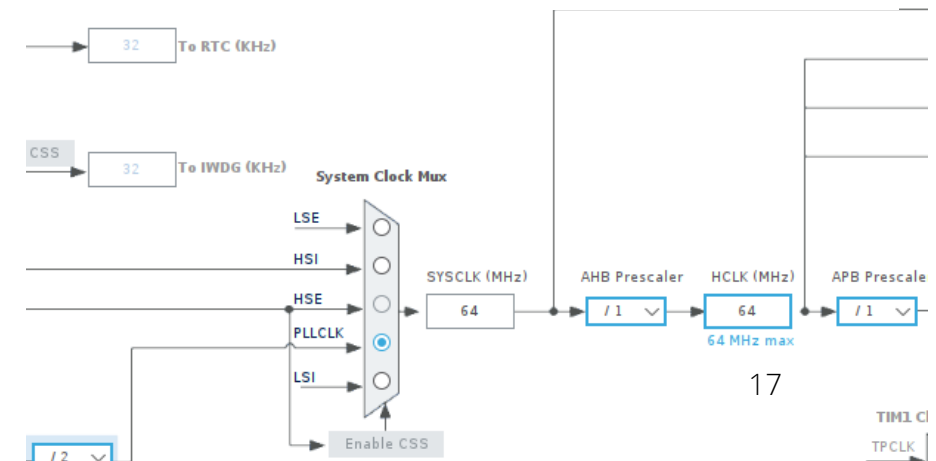 32
To RTC (KHz)
CSS
32
To IWDG (KHz)
System Clock Mux
LSE
HSI
HSE
PLLCLK
LSI
Enable CSS
/ 2
SYSCLK (MHz)
64
AHB Prescaler
/ 1
HCLK (MHz)
64
64 MHz max
APB Prescale
/ 1
17
TIM1 Cl
TPCLK